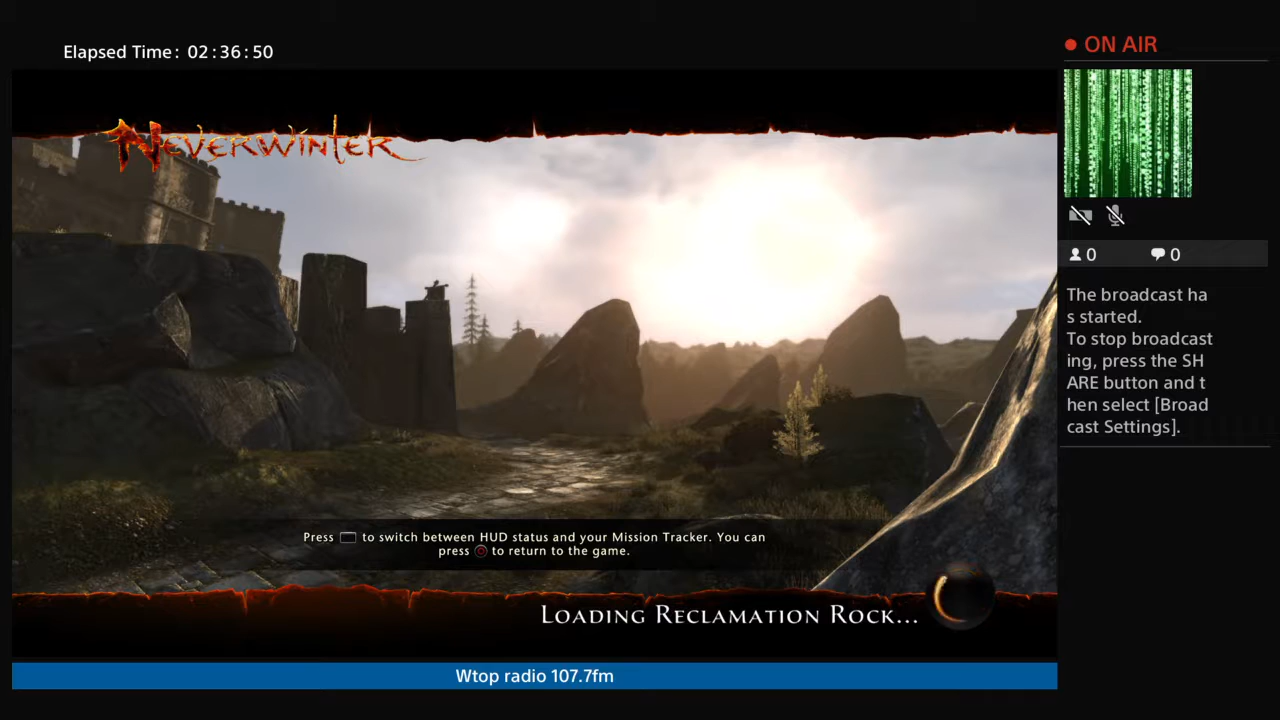 Elapsed Time: 02:36:50
ON AIR
NEVERWINTER
0 0
The broadcast ha
s started.
To stop broadcast
ing, press the SH
ARE button and t
hen select [Broad
cast Settings].
Press to switch between HUD status and your Mission Tracker. You can
press to return to the game.
LOADING RECLAMATION ROCK...
Wtop radio 107.7fm